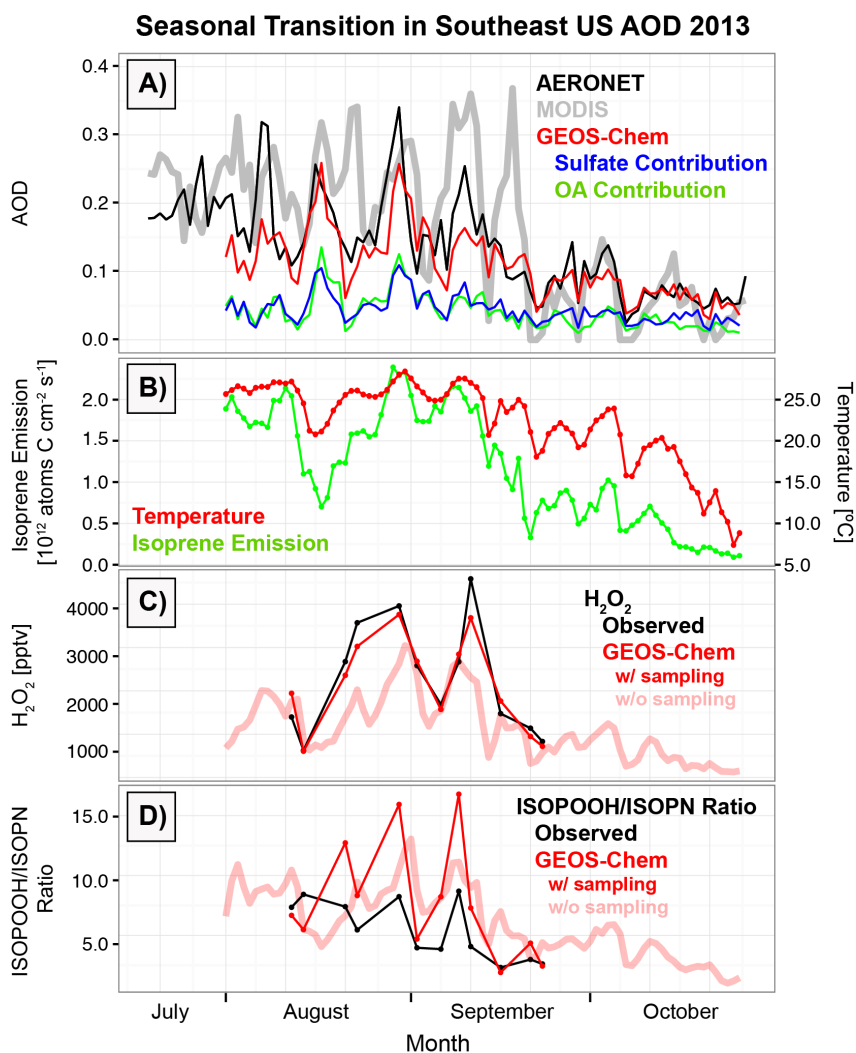 Seasonal Transition in Southeast US AOD 2013
A)
AERONET
MODIS
GEOS-Chem
Sulfate Contribution
OA Contribution
AOD
0.4
0.3
0.2
0.1
0.0
B)
Temperature
Isoprene Emission
Isoprene Emission
[10¹² atoms C cm⁻² s⁻¹]
2.0
1.5
1.0
0.5
0.0
25.0
20.0
15.0
10.0
5.0
Temperature [⁰C]
C)
H₂O₂
Observed
GEOS-Chem
w/ sampling
w/o sampling
H₂O₂ [pptv]
4000
3000
2000
1000
D)
ISOPOOH/ISOPN Ratio
Observed
GEOS-Chem
w/ sampling
w/o sampling
ISOPOOH/ISOPN
Ratio
15.0
10.0
5.0
July August September October
Month